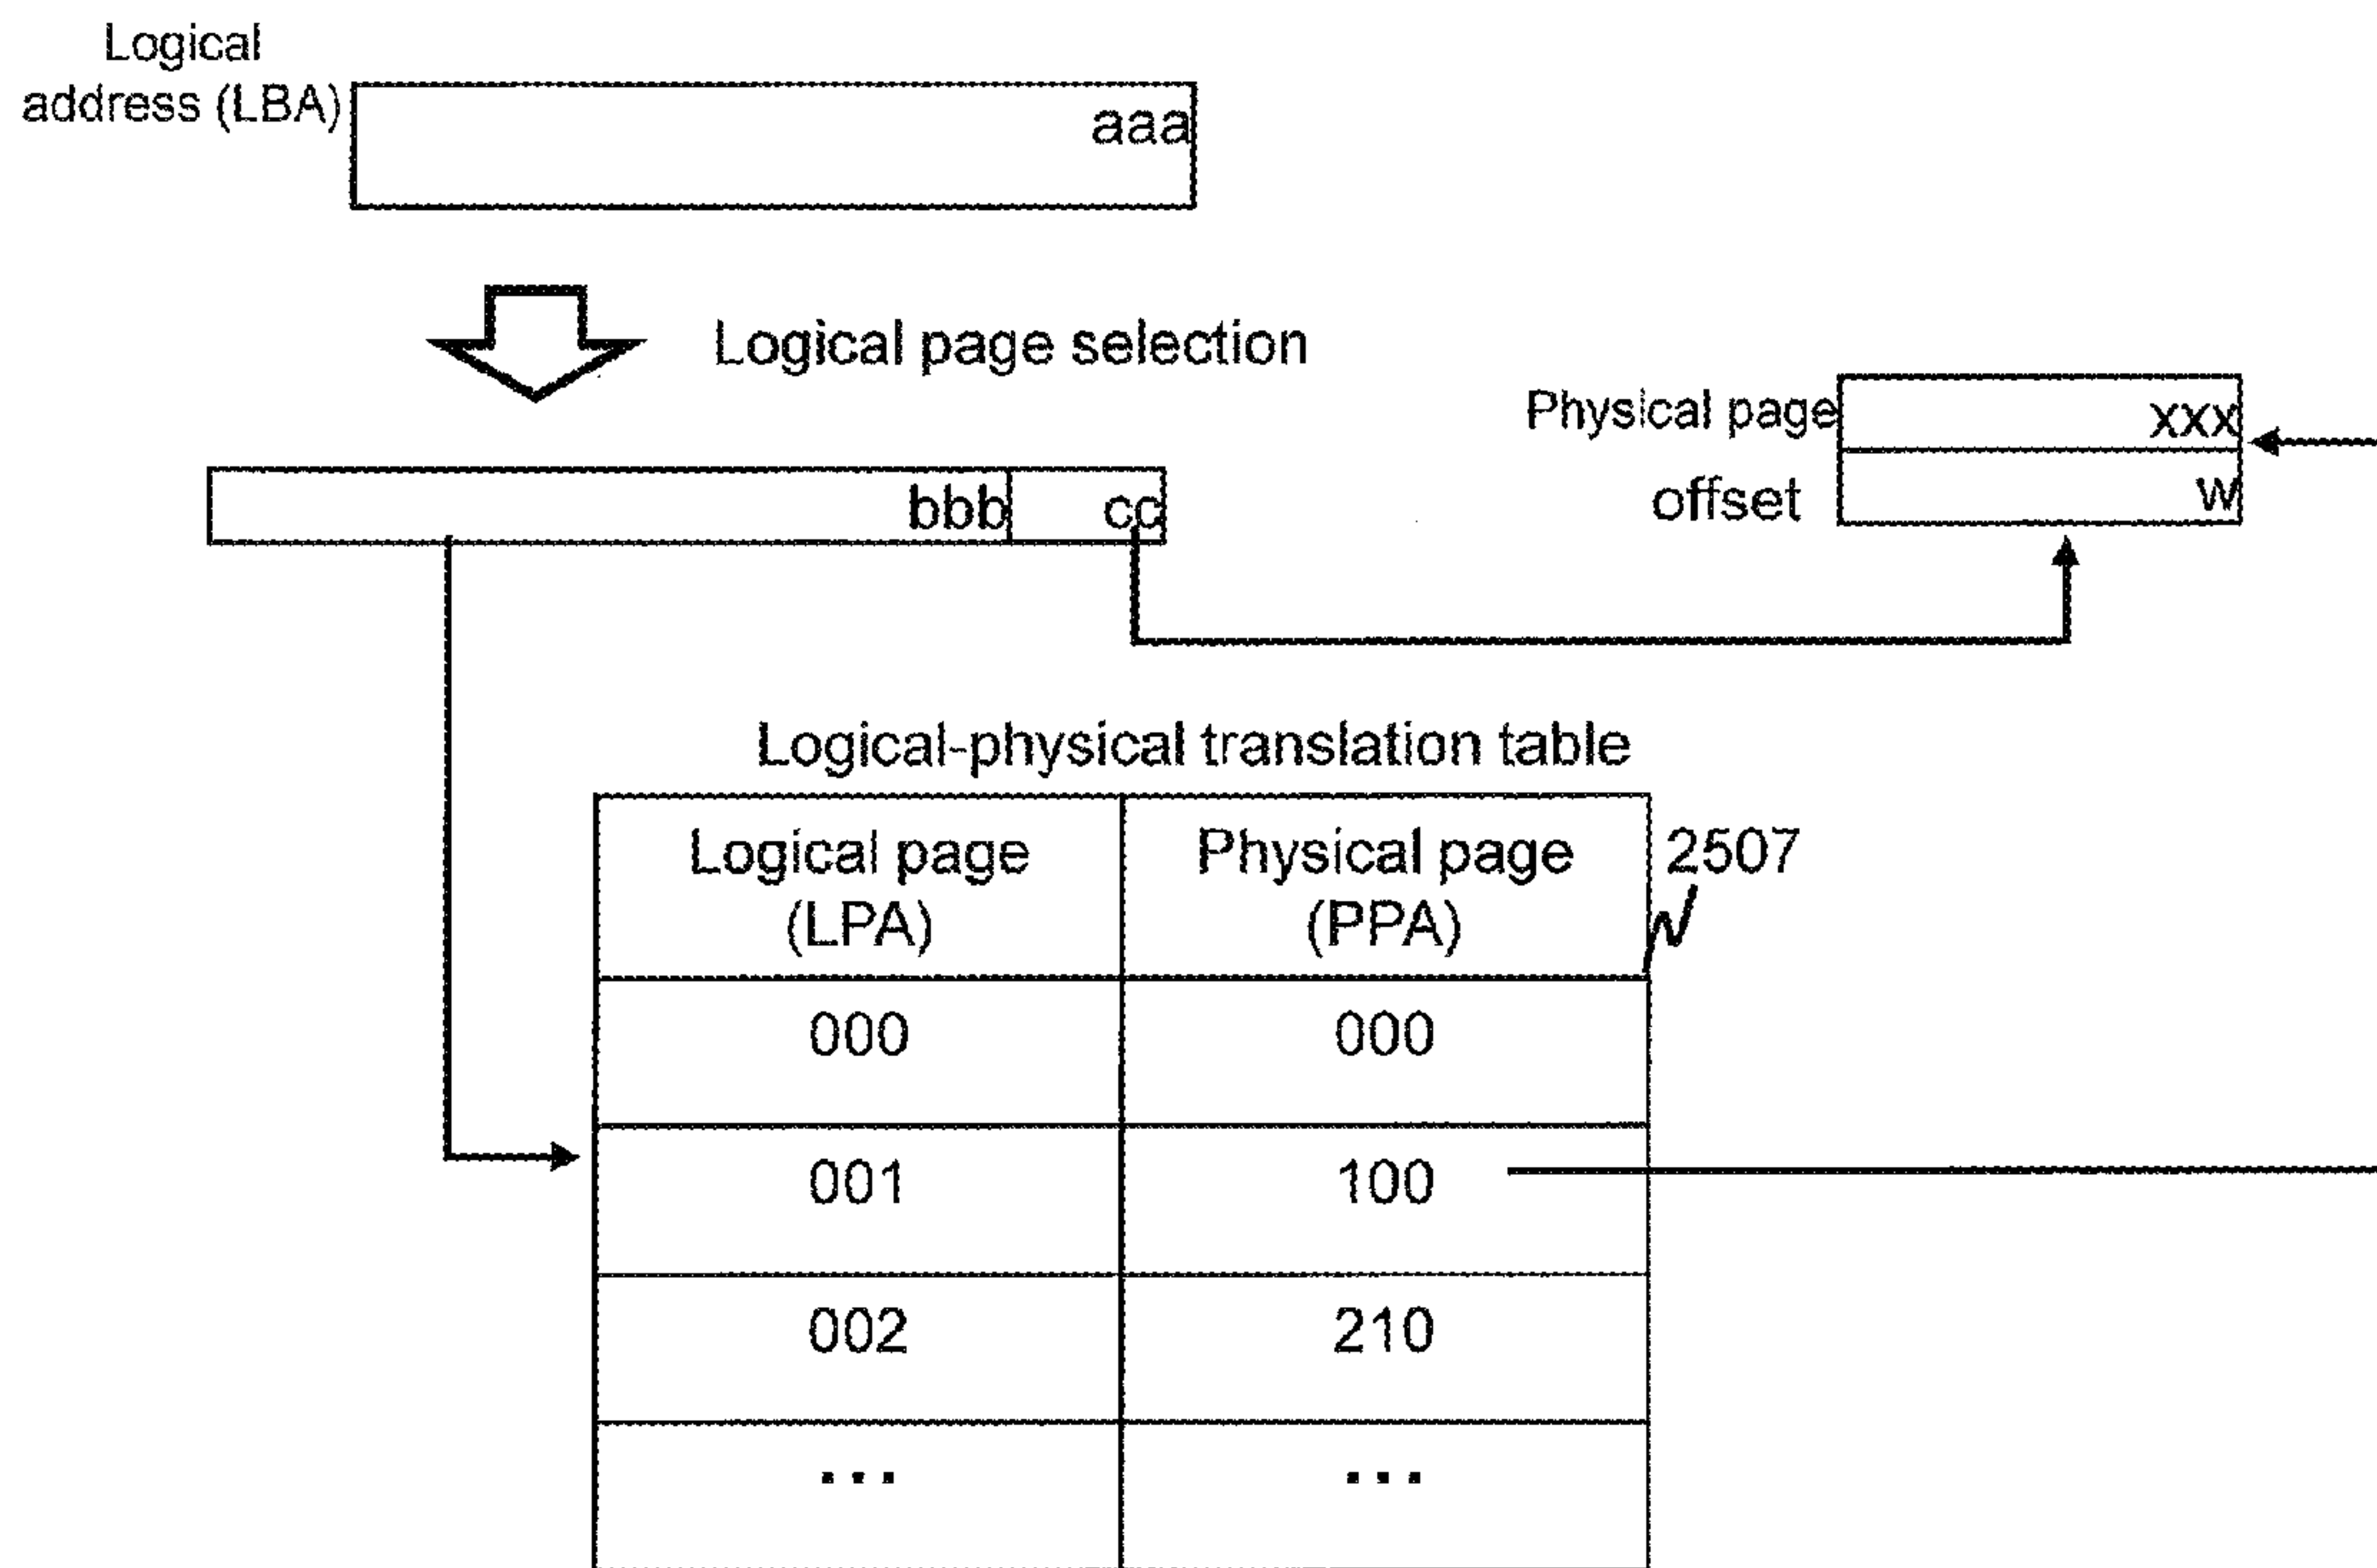 Logical
address (LBA)
aaa
Logical page selection
Physical page
xxx
bbb
cc
offset
w
Logical-physical translation table
Logical page
(LPA)
Physical page
(PPA)
2507
000
000
001
100
002
210
...
...